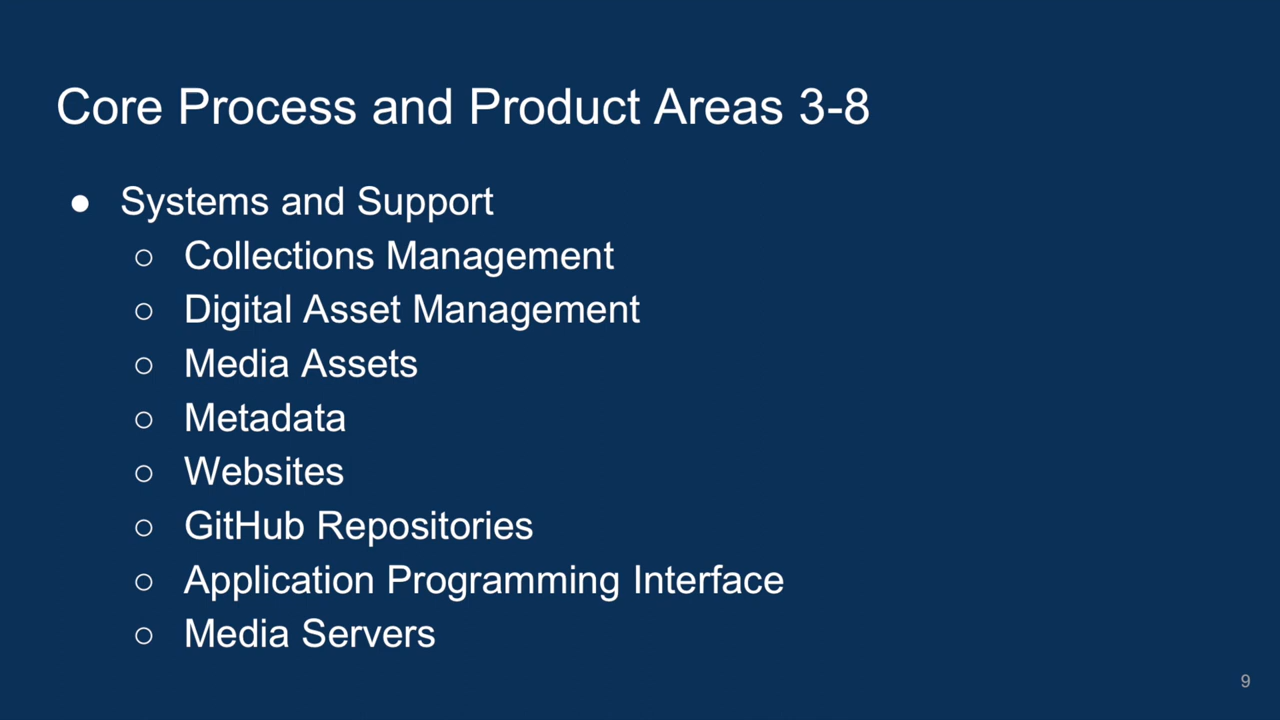 Core Process and Product Areas 3-8
● Systems and Support
○ Collections Management
○ Digital Asset Management
○ Media Assets
○ Metadata
○ Websites
○ GitHub Repositories
○ Application Programming Interface
○ Media Servers
9